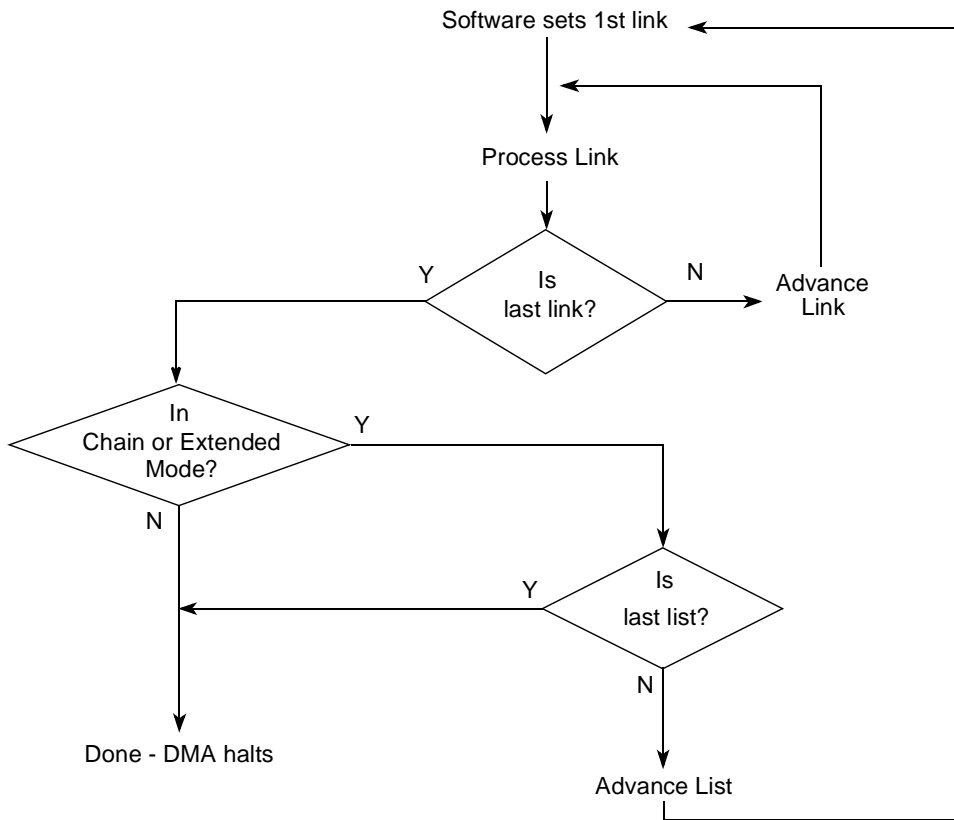 Software sets 1st link
Process Link
Y
Is
last link?
N
Advance
Link
In
Chain or Extended
Mode?
Y
N
Y
Is
last list?
N
Done - DMA halts
Advance List